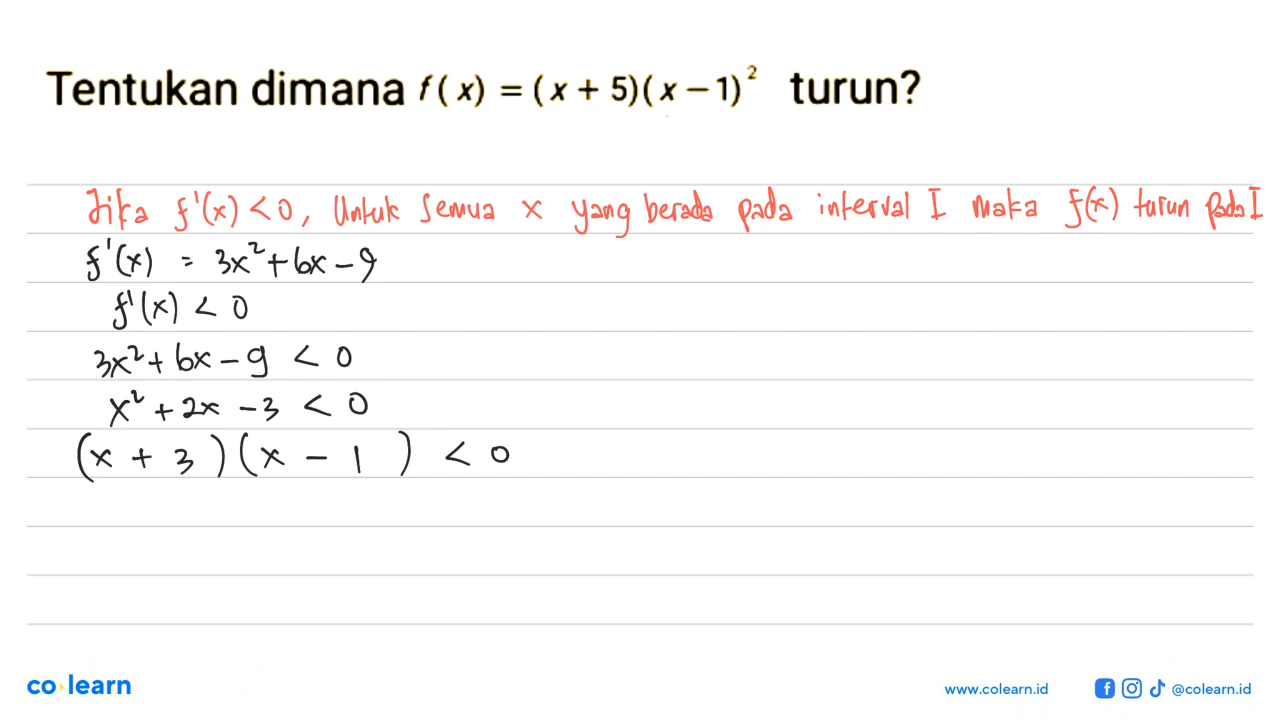 Tentukan dimana f(x) = (x + 5)(x − 1)² turun?
Jika f'(x) < 0, Untuk semua x yang berada pada interval I maka f(x) turun pada I
f'(x) = 3x² + 6x − 9
f'(x) < 0
3x² + 6x − 9 < 0
x² + 2x − 3 < 0
(x + 3)(x − 1) < 0
co learn
www.colearn.id
@colearn.id